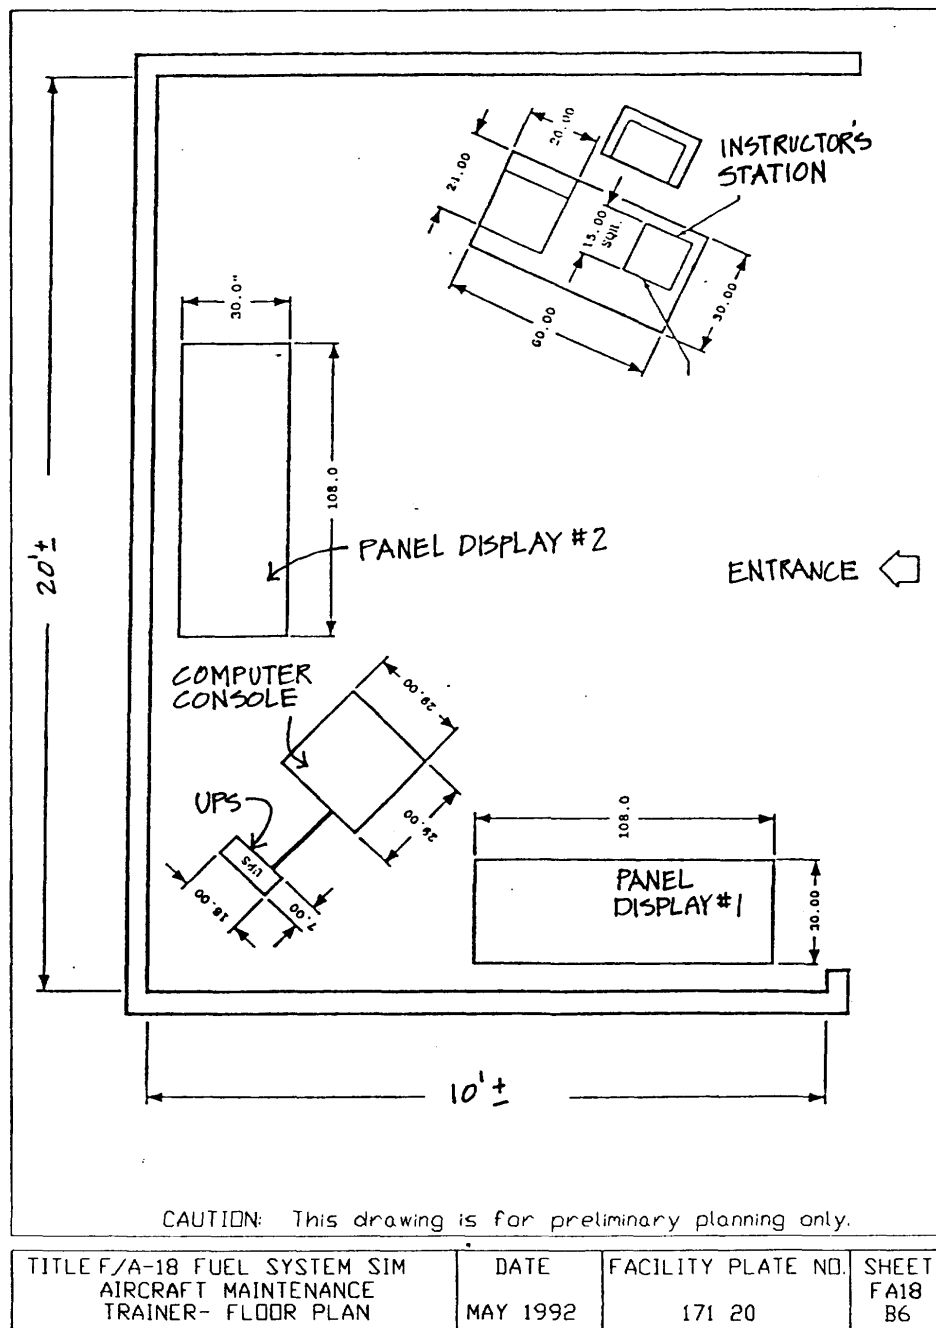 20.00
INSTRUCTOR'S
STATION
21.00
15.00
SQR.
30.00
60.00
30.0"
108.0
20'±
PANEL DISPLAY #2
ENTRANCE
COMPUTER
CONSOLE
29.00
29.00
UPS
UPS
18.00
7.00
108.0
PANEL
DISPLAY #1
30.00
10'±
CAUTION: This drawing is for preliminary planning only.
TITLE F/A-18 FUEL SYSTEM SIM
AIRCRAFT MAINTENANCE
TRAINER- FLOOR PLAN
DATE
MAY 1992
FACILITY PLATE NO.
171 20
SHEET
FA18
B6